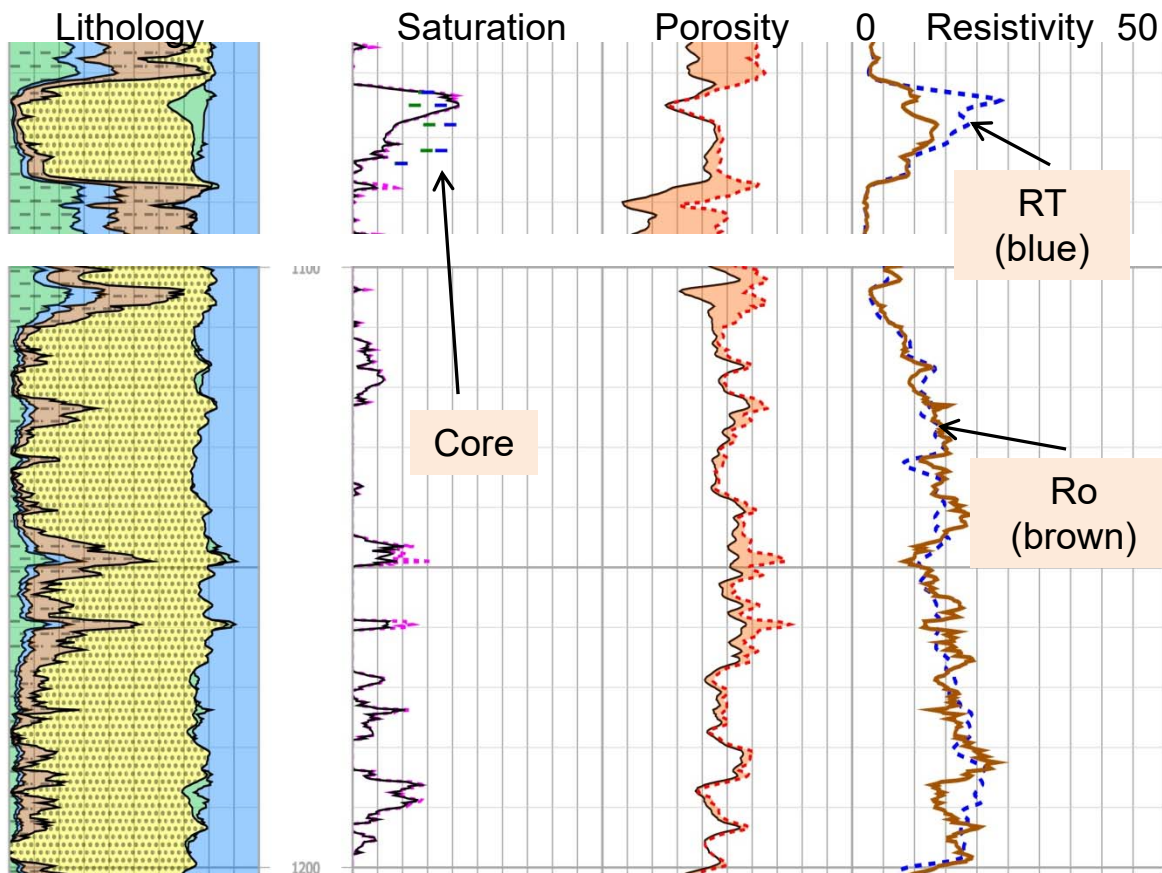 Lithology Saturation Porosity 0 Resistivity 50
RT
(blue)
1100
Core
Ro
(brown)
1200